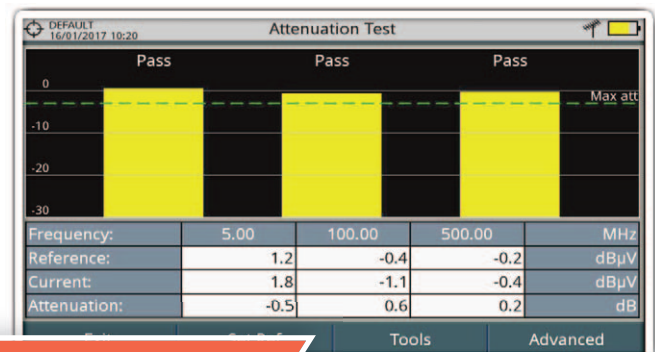 DEFAULT
16/01/2017 10:20
Attenuation Test
Pass Pass Pass
0
Max att
-10
-20
-30
Frequency: 5.00 100.00 500.00 MHz
Reference: 1.2 -0.4 -0.2 dBµV
Current: 1.8 -1.1 -0.4 dBµV
Attenuation: -0.5 0.6 0.2 dB
Tools Advanced